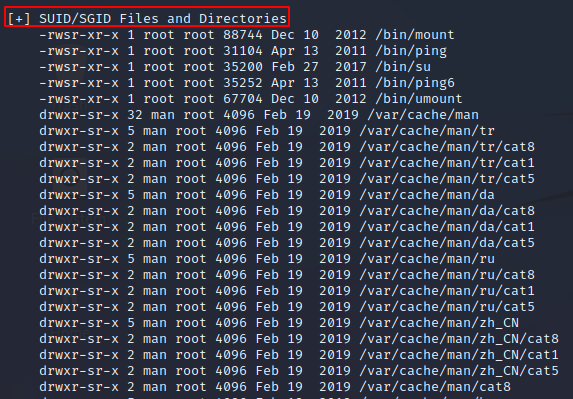 [+] SUID/SGID Files and Directories
-rwsr-xr-x 1 root root 88744 Dec 10  2012 /bin/mount
-rwsr-xr-x 1 root root 31104 Apr 13  2011 /bin/ping
-rwsr-xr-x 1 root root 35200 Feb 27  2017 /bin/su
-rwsr-xr-x 1 root root 35252 Apr 13  2011 /bin/ping6
-rwsr-xr-x 1 root root 67704 Dec 10  2012 /bin/umount
drwxr-sr-x 32 man root 4096 Feb 19  2019 /var/cache/man
drwxr-sr-x 5 man root 4096 Feb 19  2019 /var/cache/man/tr
drwxr-sr-x 2 man root 4096 Feb 19  2019 /var/cache/man/tr/cat8
drwxr-sr-x 2 man root 4096 Feb 19  2019 /var/cache/man/tr/cat1
drwxr-sr-x 2 man root 4096 Feb 19  2019 /var/cache/man/tr/cat5
drwxr-sr-x 5 man root 4096 Feb 19  2019 /var/cache/man/da
drwxr-sr-x 2 man root 4096 Feb 19  2019 /var/cache/man/da/cat8
drwxr-sr-x 2 man root 4096 Feb 19  2019 /var/cache/man/da/cat1
drwxr-sr-x 2 man root 4096 Feb 19  2019 /var/cache/man/da/cat5
drwxr-sr-x 5 man root 4096 Feb 19  2019 /var/cache/man/ru
drwxr-sr-x 2 man root 4096 Feb 19  2019 /var/cache/man/ru/cat8
drwxr-sr-x 2 man root 4096 Feb 19  2019 /var/cache/man/ru/cat1
drwxr-sr-x 2 man root 4096 Feb 19  2019 /var/cache/man/ru/cat5
drwxr-sr-x 5 man root 4096 Feb 19  2019 /var/cache/man/zh_CN
drwxr-sr-x 2 man root 4096 Feb 19  2019 /var/cache/man/zh_CN/cat8
drwxr-sr-x 2 man root 4096 Feb 19  2019 /var/cache/man/zh_CN/cat1
drwxr-sr-x 2 man root 4096 Feb 19  2019 /var/cache/man/zh_CN/cat5
drwxr-sr-x 2 man root 4096 Feb 19  2019 /var/cache/man/cat8